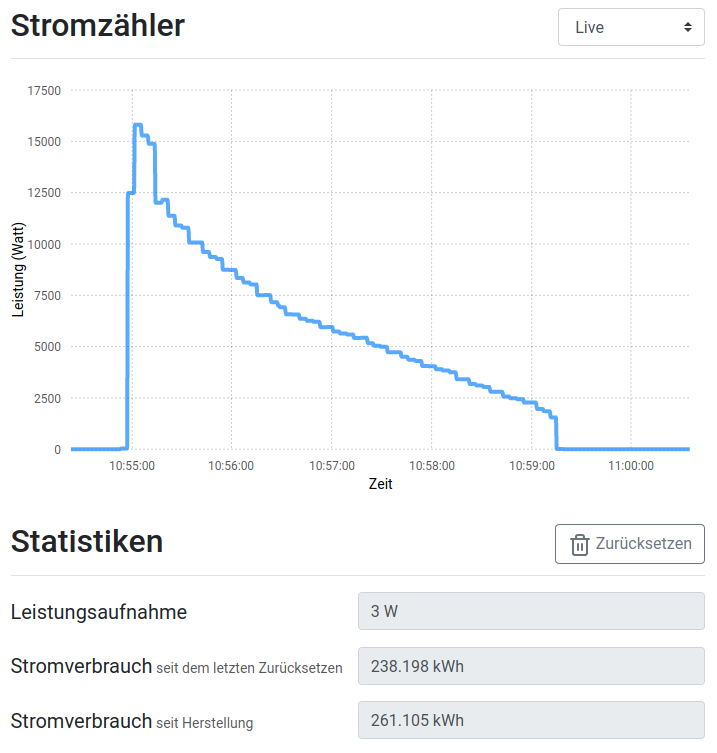 Stromzähler
Live
17500
15000
12500
10000
7500
5000
2500
0
Leistung (Watt)
10:55:00 10:56:00 10:57:00 10:58:00 10:59:00 11:00:00
Zeit
Statistiken
Zurücksetzen
Leistungsaufnahme
3 W
Stromverbrauch seit dem letzten Zurücksetzen
238.198 kWh
Stromverbrauch seit Herstellung
261.105 kWh